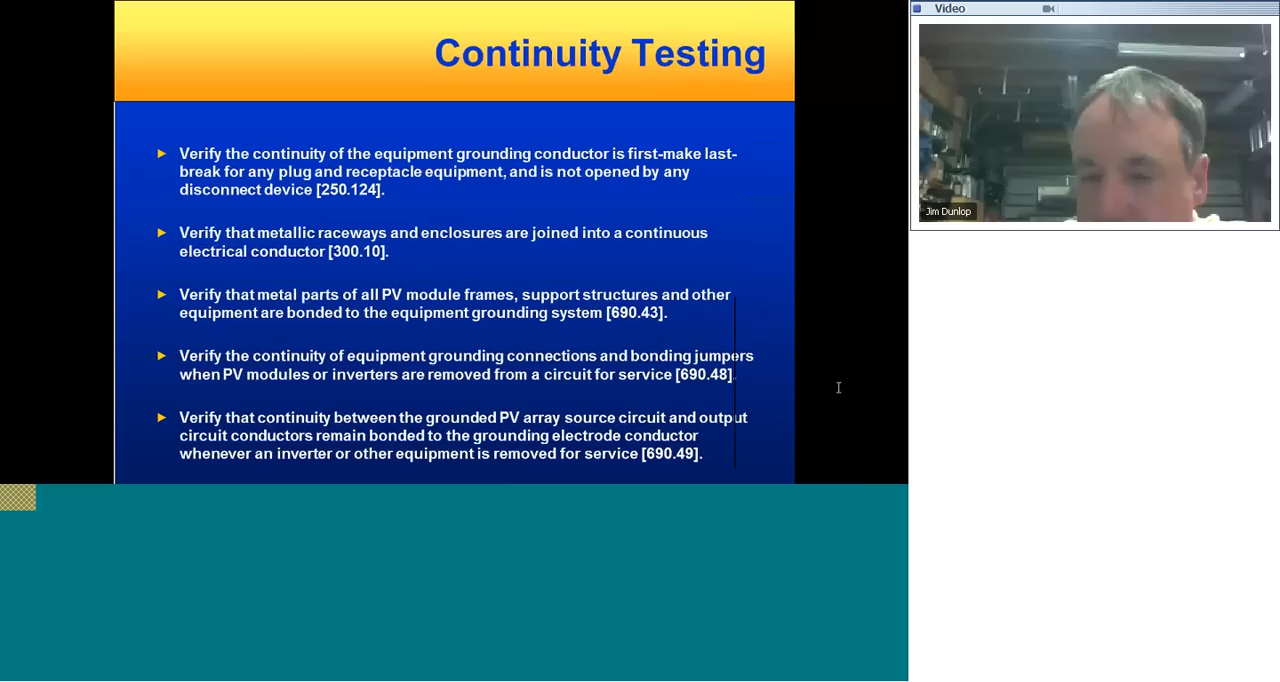 Continuity Testing
Verify the continuity of the equipment grounding conductor is first-make last-
break for any plug and receptacle equipment, and is not opened by any
disconnect device [250.124].
Verify that metallic raceways and enclosures are joined into a continuous
electrical conductor [300.10].
Verify that metal parts of all PV module frames, support structures and other
equipment are bonded to the equipment grounding system [690.43].
Verify the continuity of equipment grounding connections and bonding jumpers
when PV modules or inverters are removed from a circuit for service [690.48].
Verify that continuity between the grounded PV array source circuit and output
circuit conductors remain bonded to the grounding electrode conductor
whenever an inverter or other equipment is removed for service [690.49].
Video
Jim Dunlop